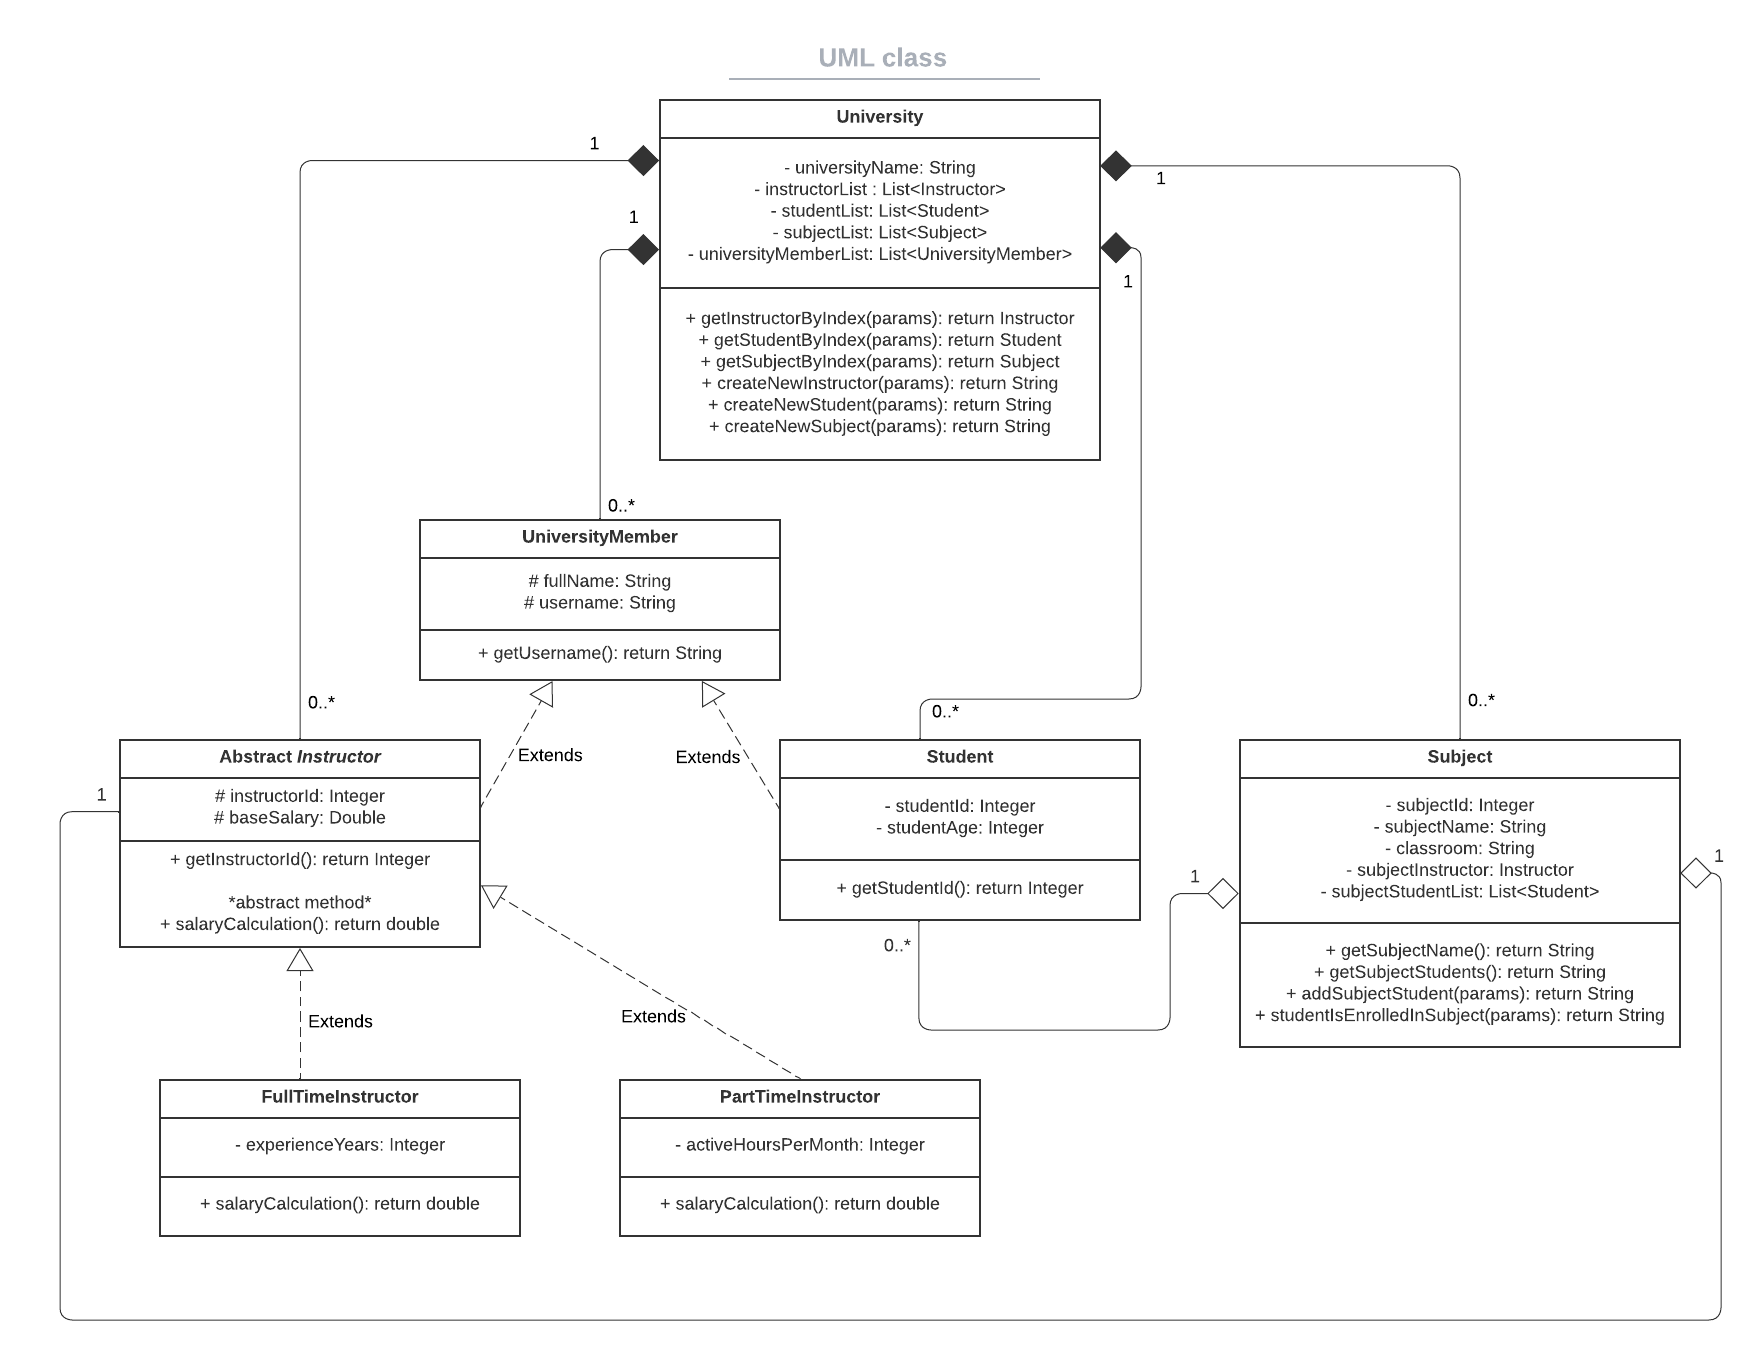 UML class
University
1
- universityName: String
- instructorList : List<Instructor>
- studentList: List<Student>
- subjectList: List<Subject>
- universityMemberList: List<UniversityMember>
1
1
1
+ getInstructorByIndex(params): return Instructor
+ getStudentByIndex(params): return Student
+ getSubjectByIndex(params): return Subject
+ createNewInstructor(params): return String
+ createNewStudent(params): return String
+ createNewSubject(params): return String
0..*
UniversityMember
# fullName: String
# username: String
+ getUsername(): return String
0..*
0..*
0..*
Extends
Extends
Abstract Instructor
1
# instructorId: Integer
# baseSalary: Double
+ getInstructorId(): return Integer
*abstract method*
+ salaryCalculation(): return double
Student
- studentId: Integer
- studentAge: Integer
+ getStudentId(): return Integer
0..*
1
Subject
- subjectId: Integer
- subjectName: String
- classroom: String
- subjectInstructor: Instructor
- subjectStudentList: List<Student>
1
+ getSubjectName(): return String
+ getSubjectStudents(): return String
+ addSubjectStudent(params): return String
+ studentIsEnrolledInSubject(params): return String
Extends
Extends
FullTimeInstructor
- experienceYears: Integer
+ salaryCalculation(): return double
PartTimeInstructor
- activeHoursPerMonth: Integer
+ salaryCalculation(): return double